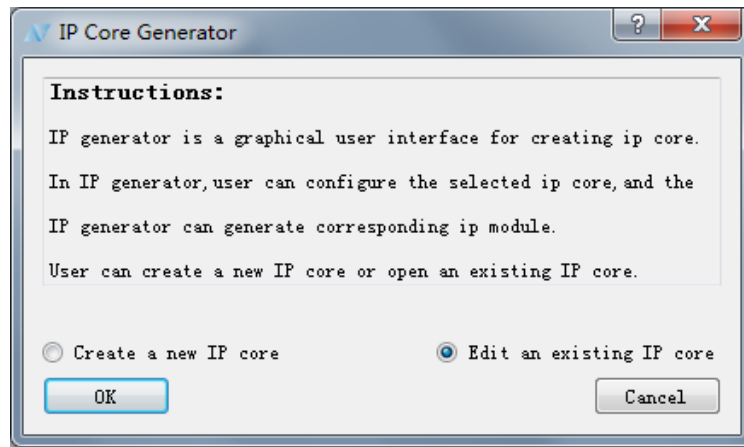 IP Core Generator
Instructions:
IP generator is a graphical user interface for creating ip core.
In IP generator, user can configure the selected ip core, and the
IP generator can generate corresponding ip module.
User can create a new IP core or open an existing IP core.
Create a new IP core
Edit an existing IP core
OK
Cancel